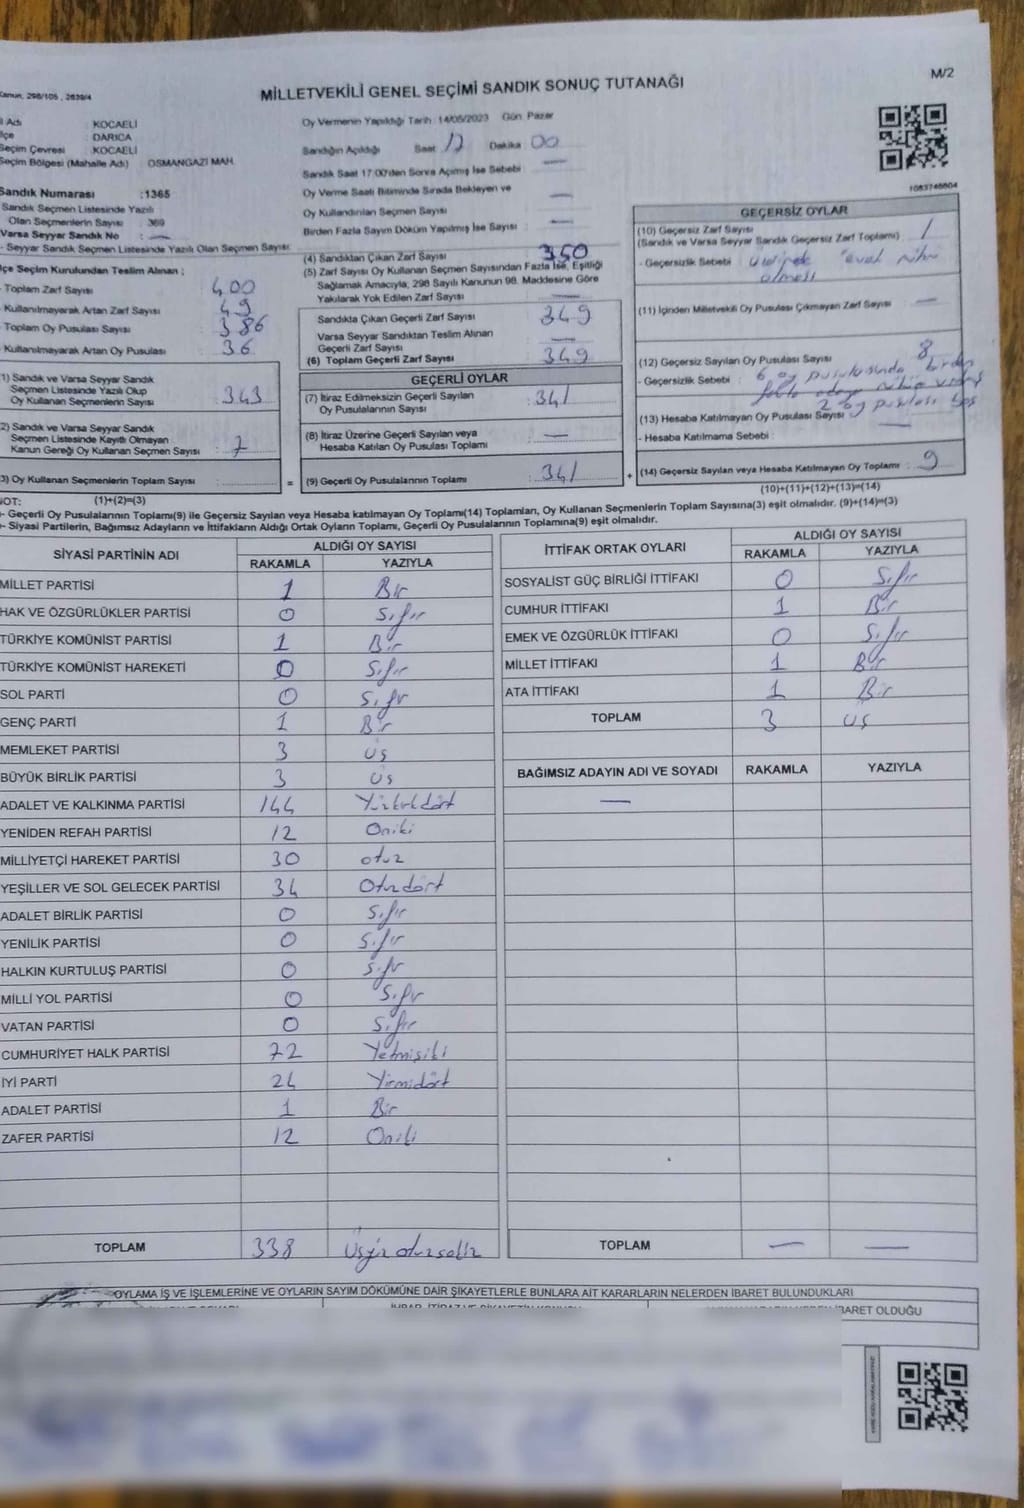 M/2
Kanun, 298/105 , 2839/4
MİLLETVEKİLİ GENEL SEÇİMİ SANDIK SONUÇ TUTANAĞI
İl Adı : KOCAELİ
İlçe : DARICA
Seçim Çevresi : KOCAELİ
Seçim Bölgesi (Mahalle Adı) OSMANGAZİ MAH.
Sandık Numarası :1365
Sandık Seçmen Listesinde Yazılı
Olan Seçmenlerin Sayısı : 369
Varsa Seyyar Sandık No : —
- Seyyar Sandık Seçmen Listesinde Yazılı Olan Seçmen Sayısı:
İlçe Seçim Kurulundan Teslim Alınan :
- Toplam Zarf Sayısı 400
- Kullanılmayarak Artan Zarf Sayısı 49
- Toplam Oy Pusulası Sayısı 386
- Kullanılmayarak Artan Oy Pusulası 36
(1) Sandık ve Varsa Seyyar Sandık
Seçmen Listesinde Yazılı Olup
Oy Kullanan Seçmenlerin Sayısı : 343
(2) Sandık ve Varsa Seyyar Sandık
Seçmen Listesinde Kayıtlı Olmayan
Kanun Gereği Oy Kullanan Seçmen Sayısı : 7
(3) Oy Kullanan Seçmenlerin Toplam Sayısı : =
(1)+(2)=(3)
Oy Vermenin Yapıldığı Tarih :14/05/2023 Gün Pazar
Sandığın Açıldığı Saat 17 Dakika 00
Sandık Saat 17:00'den Sonra Açılmış İse Sebebi : —
Oy Verme Saati Bitiminde Sırada Bekleyen ve
Oy Kullandırılan Seçmen Sayısı : —
Birden Fazla Sayım Döküm Yapılmış İse Sayısı : —
(4) Sandıktan Çıkan Zarf Sayısı 350
(5) Zarf Sayısı Oy Kullanan Seçmen Sayısından Fazla İse, Eşitliği
Sağlamak Amacıyla, 298 Sayılı Kanunun 98. Maddesine Göre
Yakılarak Yok Edilen Zarf Sayısı : —
Sandıkta Çıkan Geçerli Zarf Sayısı : 349
Varsa Seyyar Sandıktan Teslim Alınan
Geçerli Zarf Sayısı : —
(6) Toplam Geçerli Zarf Sayısı : 349
GEÇERLİ OYLAR
(7) İtiraz Edilmeksizin Geçerli Sayılan
Oy Pusulalarının Sayısı : 341
(8) İtiraz Üzerine Geçerli Sayılan veya
Hesaba Katılan Oy Pusulası Toplamı : —
(9) Geçerli Oy Pusulalarının Toplamı : 341 +
1083746604
GEÇERSİZ OYLAR
(10) Geçersiz Zarf Sayısı : 1
(Sandık ve Varsa Seyyar Sandık Geçersiz Zarf Toplamı)
- Geçersizlik Sebebi : üzerinde evet mührü
olması
(11) İçinden Milletvekili Oy Pusulası Çıkmayan Zarf Sayısı : —
(12) Geçersiz Sayılan Oy Pusulası Sayısı : 8
- Geçersizlik Sebebi : 6 oy pusulasında birden
2 oy pusulası boş
(13) Hesaba Katılmayan Oy Pusulası Sayısı : —
- Hesaba Katılmama Sebebi :
(14) Geçersiz Sayılan veya Hesaba Katılmayan Oy Toplamı : 9
(10)+(11)+(12)+(13)=(14)
NOT:
- Geçerli Oy Pusulalarının Toplamı(9) ile Geçersiz Sayılan veya Hesaba katılmayan Oy Toplamı(14) Toplamları, Oy Kullanan Seçmenlerin Toplam Sayısına(3) eşit olmalıdır. (9)+(14)=(3)
- Siyasi Partilerin, Bağımsız Adayların ve İttifakların Aldığı Ortak Oyların Toplamı, Geçerli Oy Pusulalarının Toplamına(9) eşit olmalıdır.
SİYASİ PARTİNİN ADI ALDIĞI OY SAYISI
RAKAMLA YAZIYLA
MİLLET PARTİSİ 1 Bir
HAK VE ÖZGÜRLÜKLER PARTİSİ 0 Sıfır
TÜRKİYE KOMÜNİST PARTİSİ 1 Bir
TÜRKİYE KOMÜNİST HAREKETİ 0 Sıfır
SOL PARTİ 0 Sıfır
GENÇ PARTİ 1 Bir
MEMLEKET PARTİSİ 3 Üş
BÜYÜK BİRLİK PARTİSİ 3 Üs
ADALET VE KALKINMA PARTİSİ 144 Yüzkırkdört
YENİDEN REFAH PARTİSİ 12 Oniki
MİLLİYETÇİ HAREKET PARTİSİ 30 otuz
YEŞİLLER VE SOL GELECEK PARTİSİ 34 Otuzdört
ADALET BİRLİK PARTİSİ 0 Sıfır
YENİLİK PARTİSİ 0 Sıfır
HALKIN KURTULUŞ PARTİSİ 0 Sıfır
MİLLİ YOL PARTİSİ 0 Sıfır
VATAN PARTİSİ 0 Sıfır
CUMHURİYET HALK PARTİSİ 72 Yetmişiki
İYİ PARTİ 24 Yirmidört
ADALET PARTİSİ 1 Bir
ZAFER PARTİSİ 12 Oniki
TOPLAM 338 Üçyüz otuzsekiz
İTTİFAK ORTAK OYLARI ALDIĞI OY SAYISI
RAKAMLA YAZIYLA
SOSYALİST GÜÇ BİRLİĞİ İTTİFAKI 0 Sıfır
CUMHUR İTTİFAKI 1 Bir
EMEK VE ÖZGÜRLÜK İTTİFAKI 0 Sıfır
MİLLET İTTİFAKI 1 Bir
ATA İTTİFAKI 1 Bir
TOPLAM 3 ÜŞ
BAĞIMSIZ ADAYIN ADI VE SOYADI RAKAMLA YAZIYLA
—
TOPLAM — —
OYLAMA İŞ VE İŞLEMLERİNE VE OYLARIN SAYIM DÖKÜMÜNE DAİR ŞİKAYETLERLE BUNLARA AİT KARARLARIN NELERDEN İBARET BULUNDUKLARI
İBARET OLDUĞU